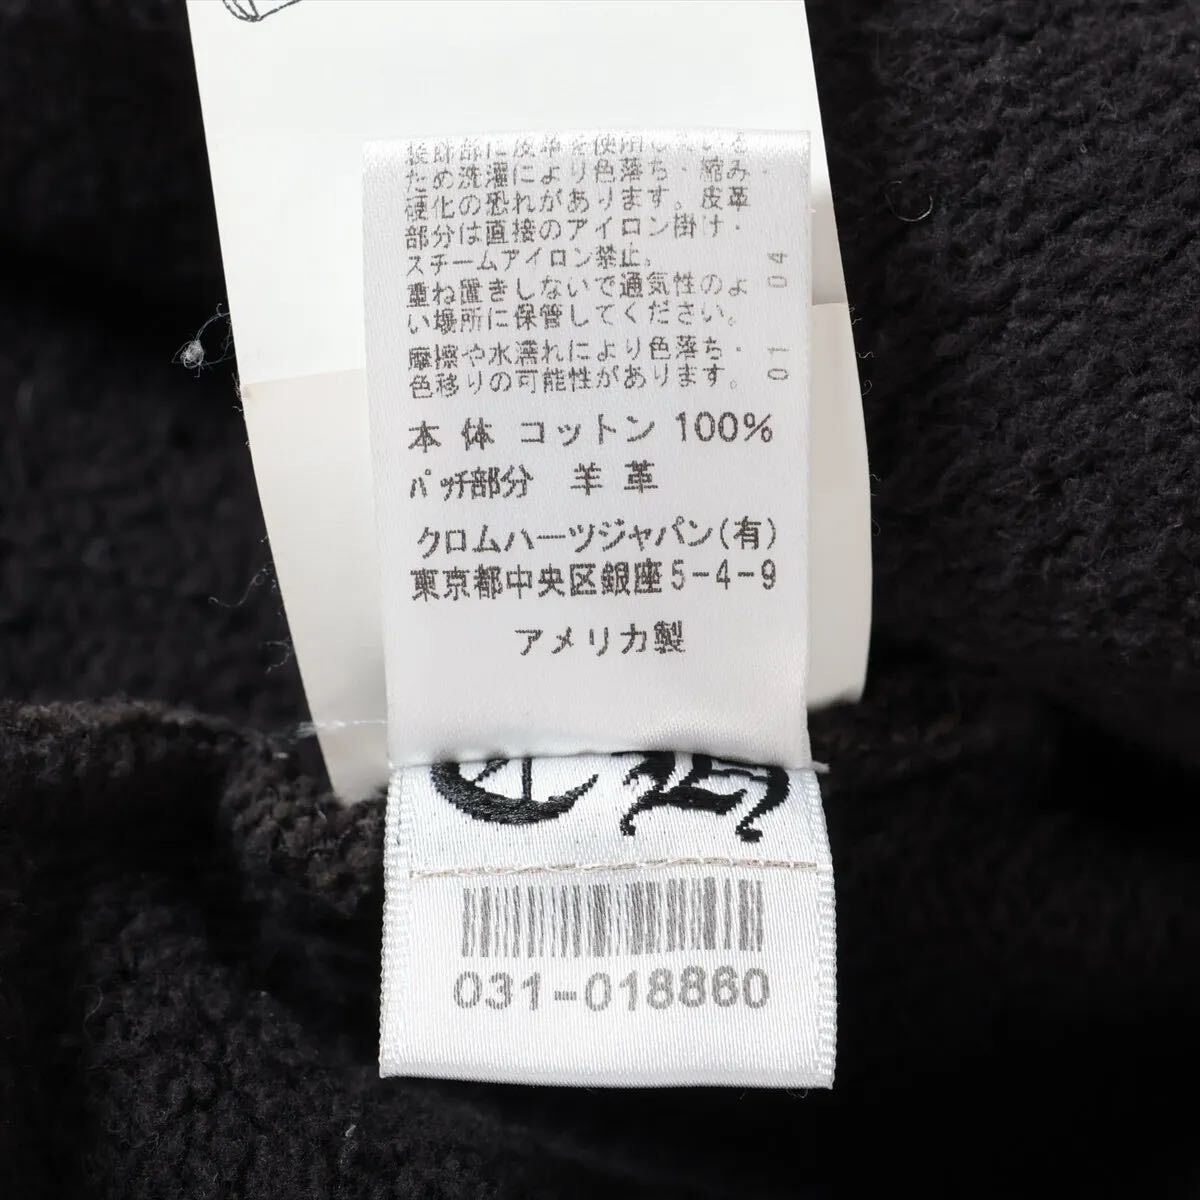 装飾部に皮革を使用している
ため洗濯により色落ち・縮み・
硬化の恐れがあります。皮革
部分は直接のアイロン掛け・
スチームアイロン禁止。
重ね置きしないで通気性のよ
い場所に保管してください。
摩擦や水濡れにより色落ち・
色移りの可能性があります。
01 04
本体 コットン 100%
パッチ部分 羊革
クロムハーツジャパン(有)
東京都中央区銀座5-4-9
アメリカ製
CH
031-018860